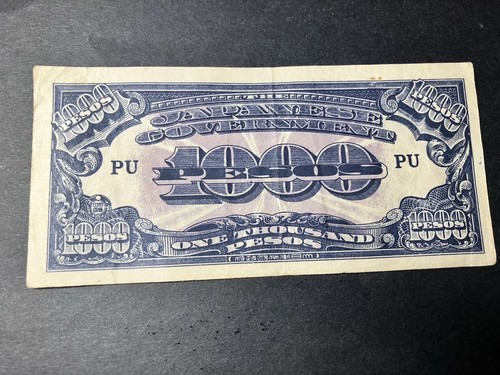 1000 PESOS
1000 PESOS
THE
JAPANESE
GOVERNMENT
PU
1000 PESOS
PU
1000 PESOS
ONE THOUSAND
PESOS
1000 PESOS